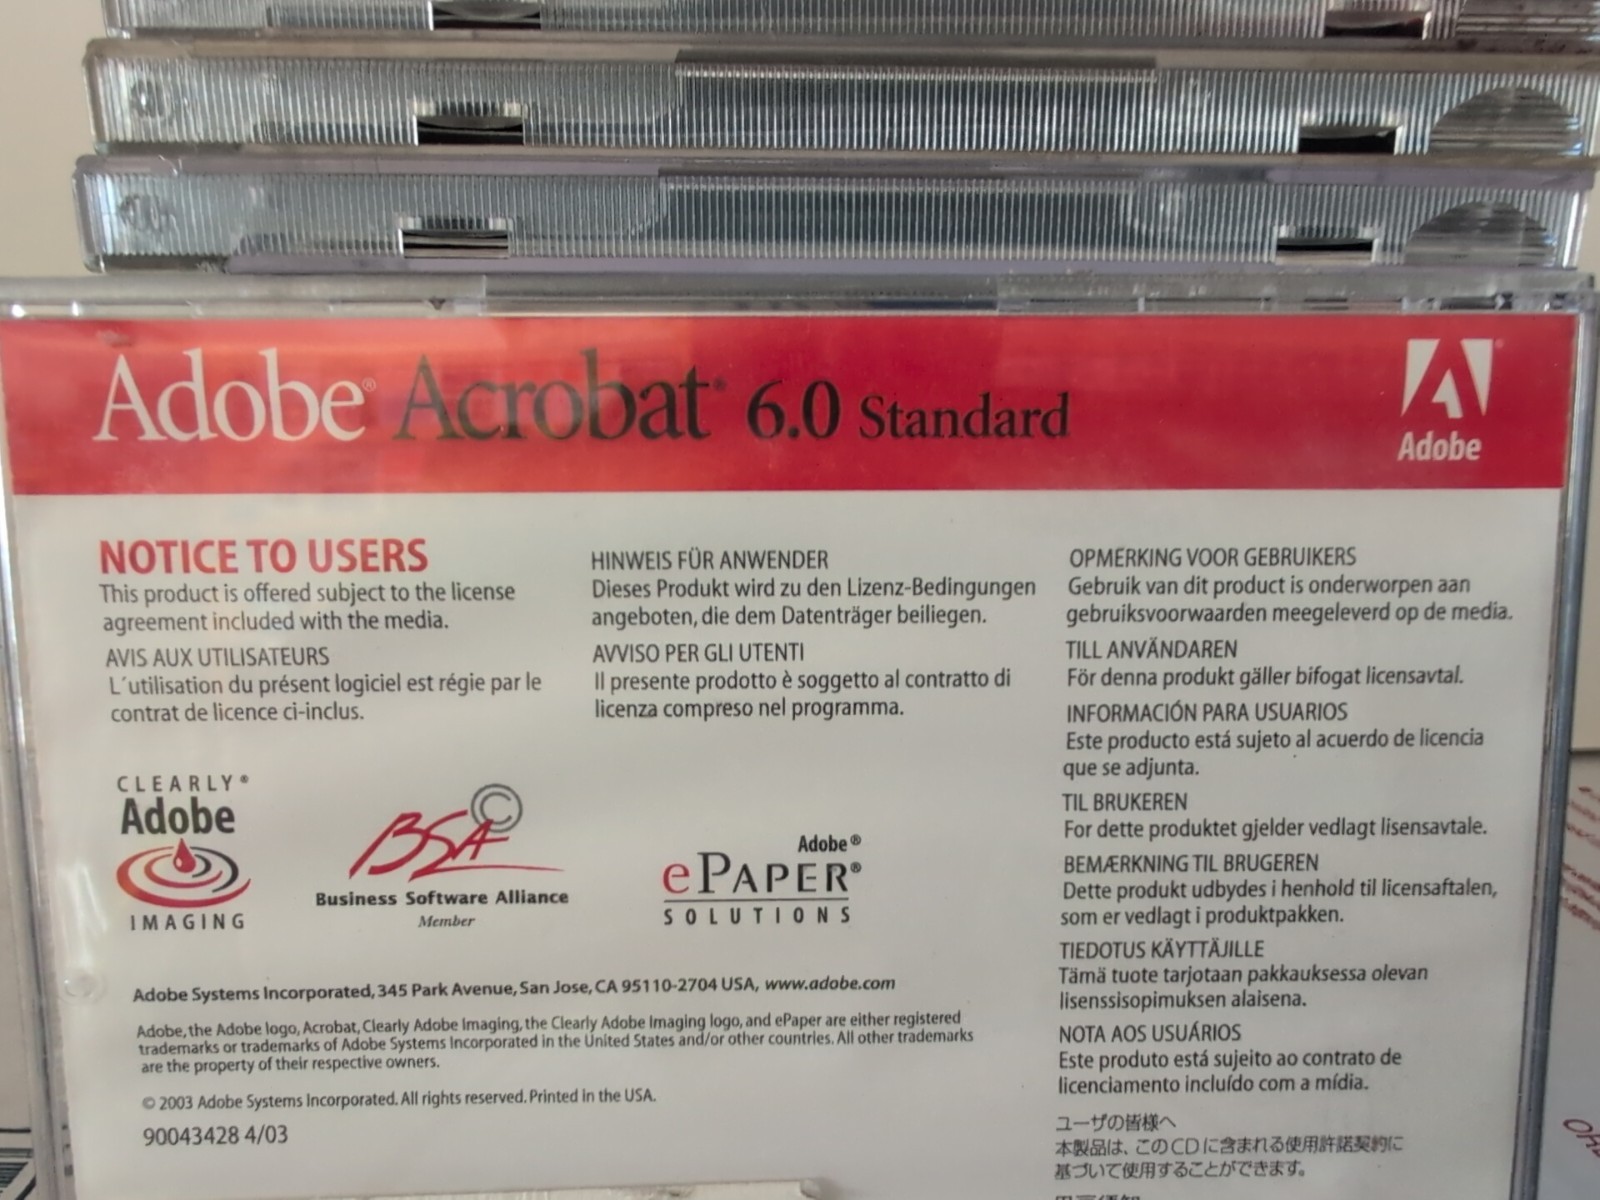 Adobe® Acrobat® 6.0 Standard
Adobe
NOTICE TO USERS
This product is offered subject to the license
agreement included with the media.
AVIS AUX UTILISATEURS
L´utilisation du présent logiciel est régie par le
contrat de licence ci-inclus.
HINWEIS FÜR ANWENDER
Dieses Produkt wird zu den Lizenz-Bedingungen
angeboten, die dem Datenträger beiliegen.
AVVISO PER GLI UTENTI
Il presente prodotto è soggetto al contratto di
licenza compreso nel programma.
OPMERKING VOOR GEBRUIKERS
Gebruik van dit product is onderworpen aan
gebruiksvoorwaarden meegeleverd op de media.
TILL ANVÄNDAREN
För denna produkt gäller bifogat licensavtal.
INFORMACIÓN PARA USUARIOS
Este producto está sujeto al acuerdo de licencia
que se adjunta.
TIL BRUKEREN
For dette produktet gjelder vedlagt lisensavtale.
BEMÆRKNING TIL BRUGEREN
Dette produkt udbydes i henhold til licensaftalen,
som er vedlagt i produktpakken.
TIEDOTUS KÄYTTÄJILLE
Tämä tuote tarjotaan pakkauksessa olevan
lisenssisopimuksen alaisena.
NOTA AOS USUÁRIOS
Este produto está sujeito ao contrato de
licenciamento incluído com a mídia.
ユーザの皆様へ
本製品は、このCDに含まれる使用許諾契約に
基づいて使用することができます。
CLEARLY®
Adobe
IMAGING
BSA ©
Business Software Alliance
Member
Adobe®
ePAPER®
SOLUTIONS
Adobe Systems Incorporated, 345 Park Avenue, San Jose, CA 95110-2704 USA, www.adobe.com
Adobe, the Adobe logo, Acrobat, Clearly Adobe Imaging, the Clearly Adobe Imaging logo, and ePaper are either registered
trademarks or trademarks of Adobe Systems Incorporated in the United States and/or other countries. All other trademarks
are the property of their respective owners.
© 2003 Adobe Systems Incorporated. All rights reserved. Printed in the USA.
90043428 4/03